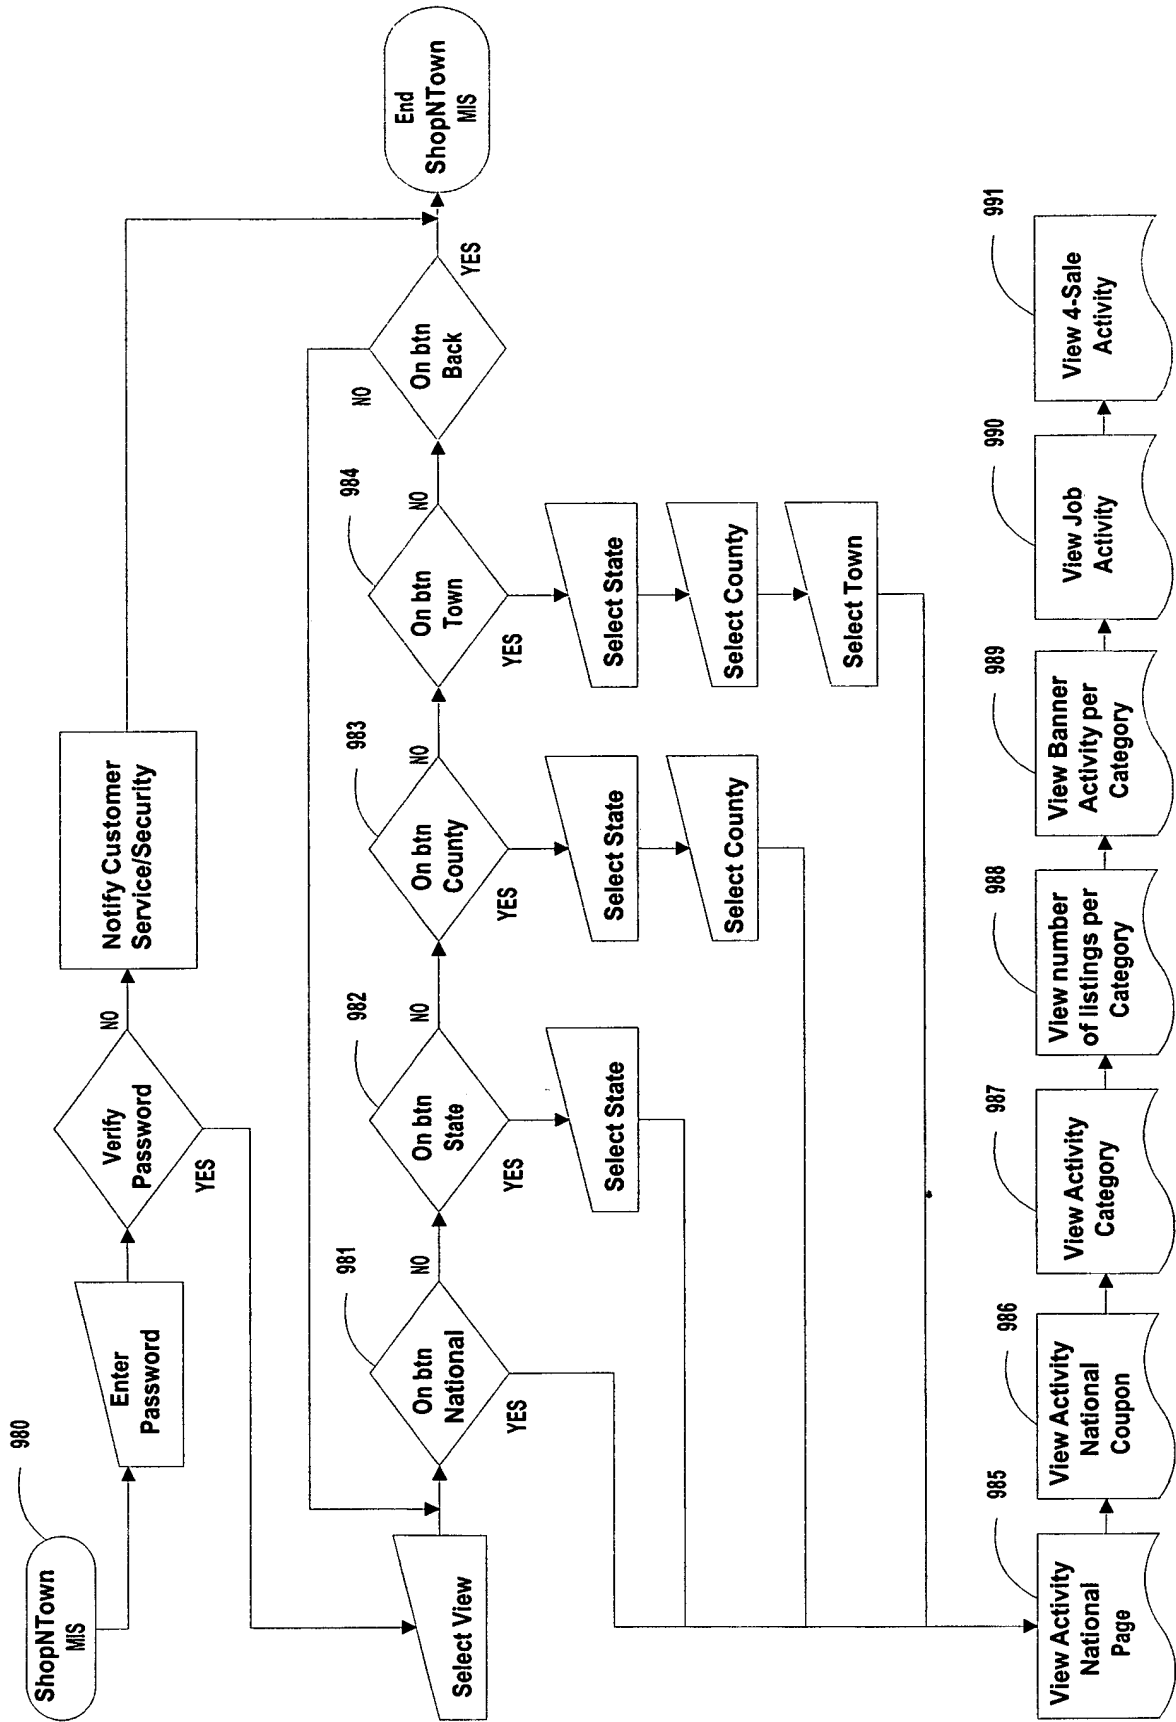 980
ShopNTown
MIS
Enter
Password
Verify
Password
NO
YES
Notify Customer
Service/Security
Select View
981
On btn
National
NO
YES
982
On btn
State
NO
YES
983
On btn
County
NO
YES
984
On btn
Town
NO
YES
On btn
Back
NO
YES
End
ShopNTown
MIS
Select State
Select State
Select State
Select County
Select County
Select Town
985
View Activity
National
Page
986
View Activity
National
Coupon
987
View Activity
Category
988
View number
of listings per
Category
989
View Banner
Activity per
Category
990
View Job
Activity
991
View 4-Sale
Activity